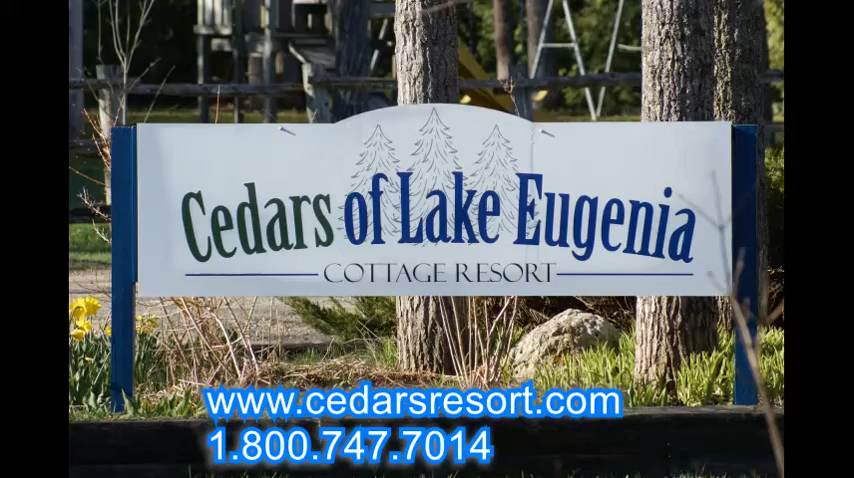 Cedars of Lake Eugenia
COTTAGE RESORT
www.cedarsresort.com
1.800.747.7014